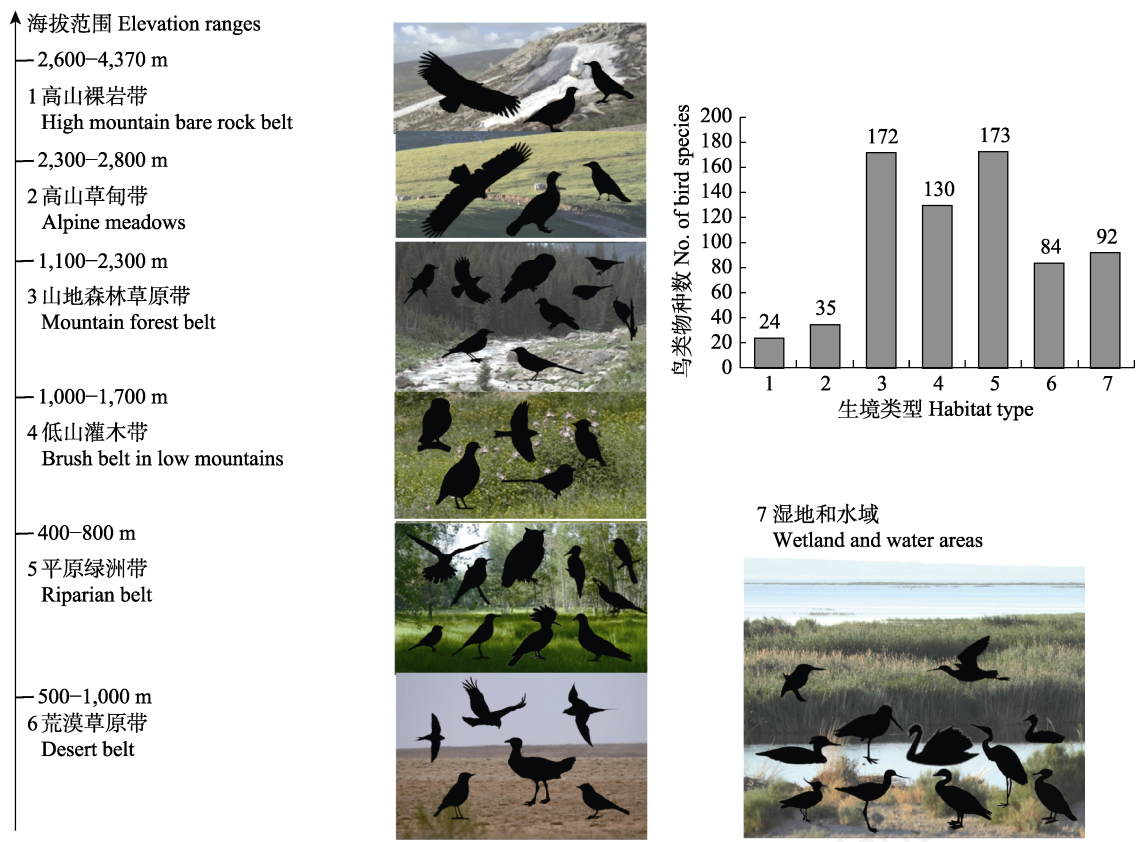 海拔范围 Elevation ranges
2,600–4,370 m
1 高山裸岩带
High mountain bare rock belt
2,300–2,800 m
2 高山草甸带
Alpine meadows
1,100–2,300 m
3 山地森林草原带
Mountain forest belt
1,000–1,700 m
4 低山灌木带
Brush belt in low mountains
400–800 m
5 平原绿洲带
Riparian belt
500–1,000 m
6 荒漠草原带
Desert belt
鸟类物种数 No. of bird species
200
180
160
140
120
100
80
60
40
20
0
24
35
172
130
173
84
92
1 2 3 4 5 6 7
生境类型 Habitat type
7 湿地和水域
Wetland and water areas